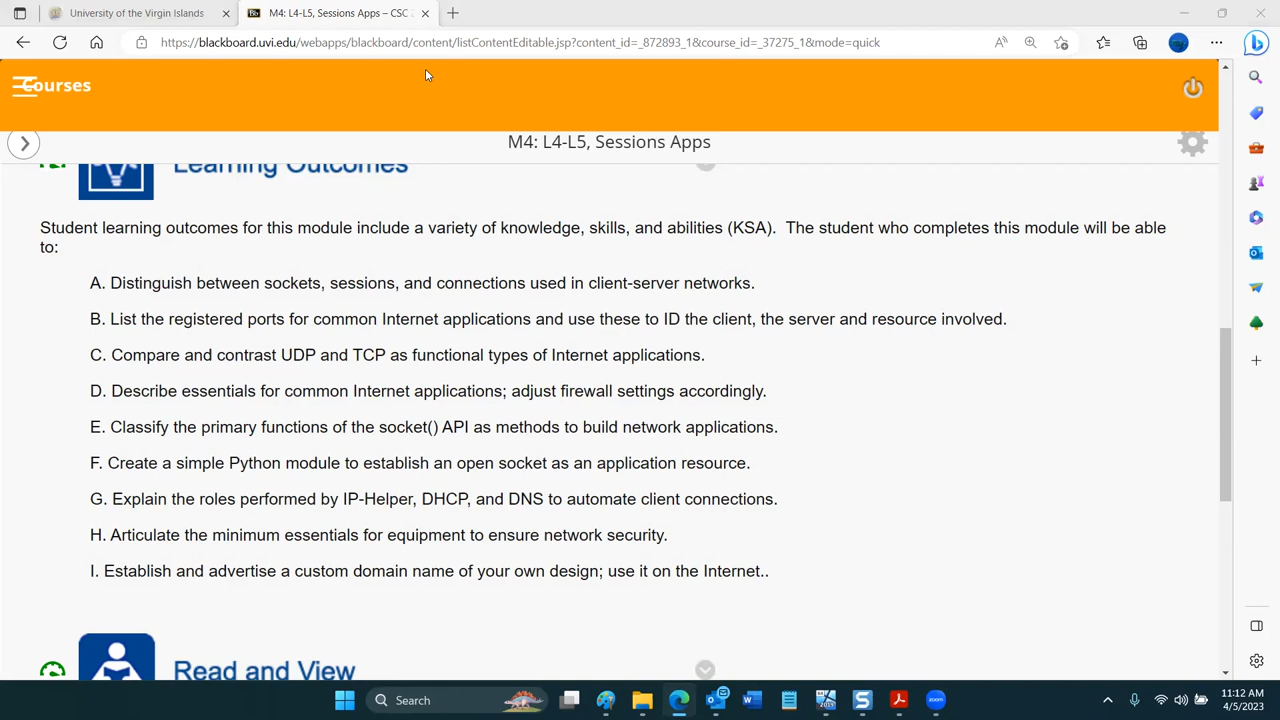 University of the Virgin Islands
M4: L4-L5, Sessions Apps – CSC
https://blackboard.uvi.edu/webapps/blackboard/content/listContentEditable.jsp?content_id=_872893_1&course_id=_37275_1&mode=quick
Courses
M4: L4-L5, Sessions Apps
Learning Outcomes
Student learning outcomes for this module include a variety of knowledge, skills, and abilities (KSA). The student who completes this module will be able
to:
A. Distinguish between sockets, sessions, and connections used in client-server networks.
B. List the registered ports for common Internet applications and use these to ID the client, the server and resource involved.
C. Compare and contrast UDP and TCP as functional types of Internet applications.
D. Describe essentials for common Internet applications; adjust firewall settings accordingly.
E. Classify the primary functions of the socket() API as methods to build network applications.
F. Create a simple Python module to establish an open socket as an application resource.
G. Explain the roles performed by IP-Helper, DHCP, and DNS to automate client connections.
H. Articulate the minimum essentials for equipment to ensure network security.
I. Establish and advertise a custom domain name of your own design; use it on the Internet..
Read and View
Search
11:12 AM
4/5/2023